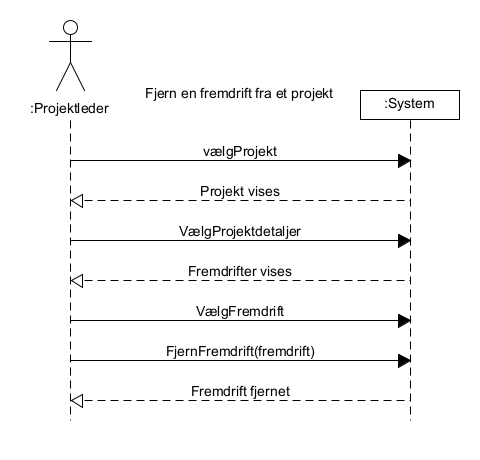 Fjern en fremdrift fra et projekt
:Projektleder
:System
vælgProjekt
Projekt vises
VælgProjektdetaljer
Fremdrifter vises
VælgFremdrift
FjernFremdrift(fremdrift)
Fremdrift fjernet